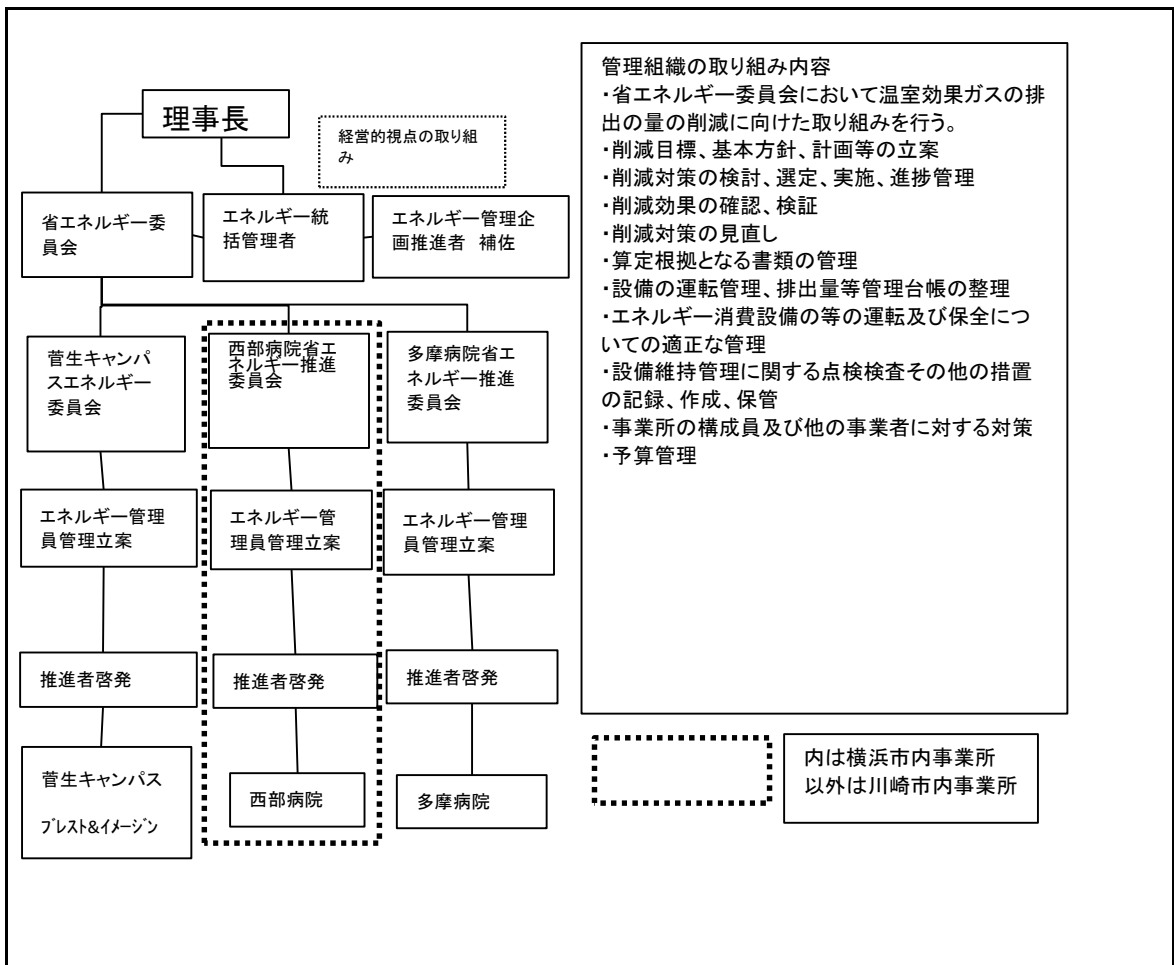 理事長
経営的視点の取り組
み
省エネルギー委
員会
エネルギー統
括管理者
エネルギー管理企
画推進者 補佐
菅生キャンパ
スエネルギー
委員会
西部病院省エ
ネルギー推進
委員会
多摩病院省エ
ネルギー推進
委員会
エネルギー管理
員管理立案
エネルギー管
理員管理立案
エネルギー管理
員管理立案
推進者啓発
推進者啓発
推進者啓発
菅生キャンパス
ブレスト&イメージン
西部病院
多摩病院
管理組織の取り組み内容
・省エネルギー委員会において温室効果ガスの排
出の量の削減に向けた取り組みを行う。
・削減目標、基本方針、計画等の立案
・削減対策の検討、選定、実施、進捗管理
・削減効果の確認、検証
・削減対策の見直し
・算定根拠となる書類の管理
・設備の運転管理、排出量等管理台帳の整理
・エネルギー消費設備の等の運転及び保全につ
いての適正な管理
・設備維持管理に関する点検検査その他の措置
の記録、作成、保管
・事業所の構成員及び他の事業者に対する対策
・予算管理
内は横浜市内事業所
以外は川崎市内事業所